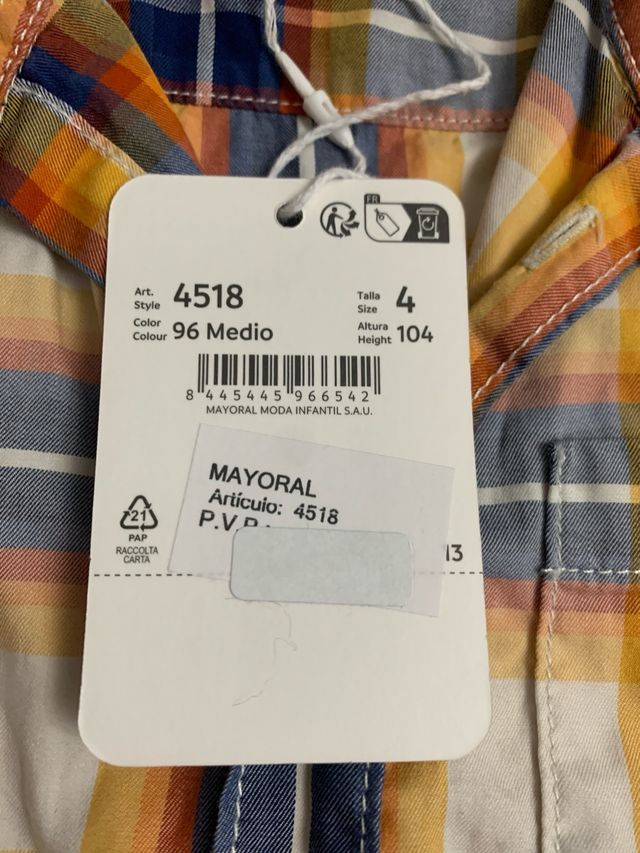 FR
Art.
Style 4518
Talla
Size 4
Color
Colour 96 Medio
Altura
Height 104
8 445445 966542
MAYORAL MODA INFANTIL S.A.U.
MAYORAL
Artículo: 4518
P.V.P.
21
PAP
RACCOLTA
CARTA
13